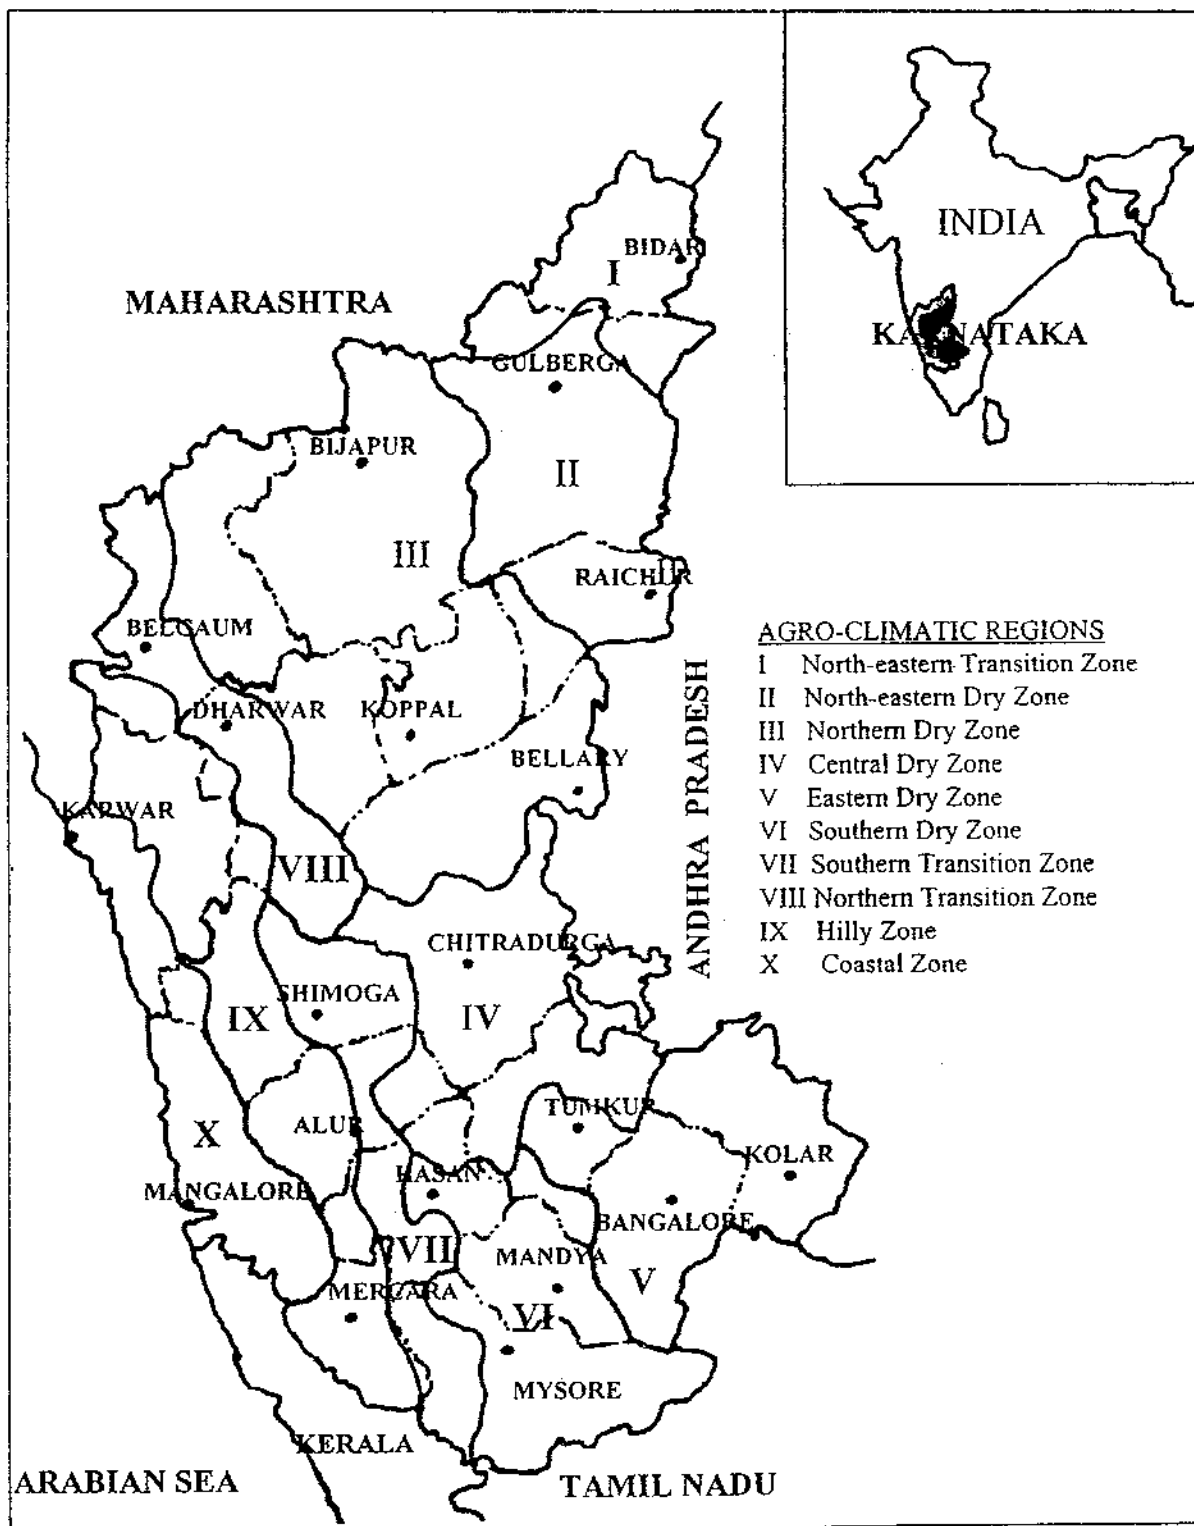 INDIA
KARNATAKA
MAHARASHTRA
BIDAR
I
GULBERGA
BIJAPUR
II
III
RAICHUR
II
BELGAUM
DHARWAR
KOPPAL
BELLARY
KARWAR
VIII
CHITRADURGA
SHIMOGA
IX
IV
ANDHRA PRADESH
TUMKUR
ALUR
X
KOLAR
HASAN
MANGALORE
BANGALORE
VII
MANDYA
V
MERCARA
VI
MYSORE
KERALA
ARABIAN SEA
TAMIL NADU
AGRO-CLIMATIC REGIONS
I North-eastern Transition Zone
II North-eastern Dry Zone
III Northern Dry Zone
IV Central Dry Zone
V Eastern Dry Zone
VI Southern Dry Zone
VII Southern Transition Zone
VIII Northern Transition Zone
IX Hilly Zone
X Coastal Zone